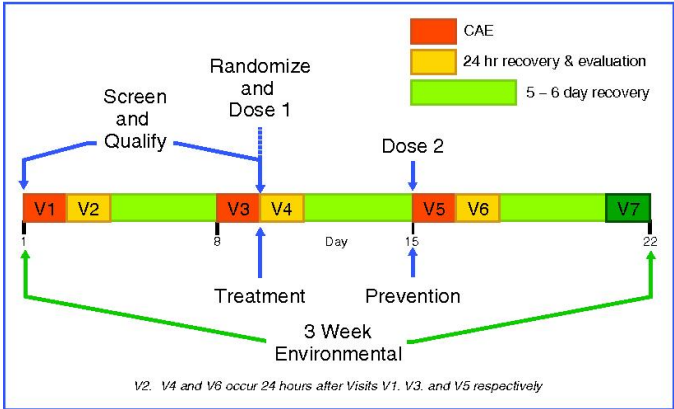 CAE
24 hr recovery & evaluation
5 – 6 day recovery
Randomize
and
Dose 1
Screen
and
Qualify
Dose 2
V1 V2 V3 V4 V5 V6 V7
1 8 Day 15 22
Treatment Prevention
3 Week
Environmental
V2. V4 and V6 occur 24 hours after Visits V1. V3. and V5 respectively